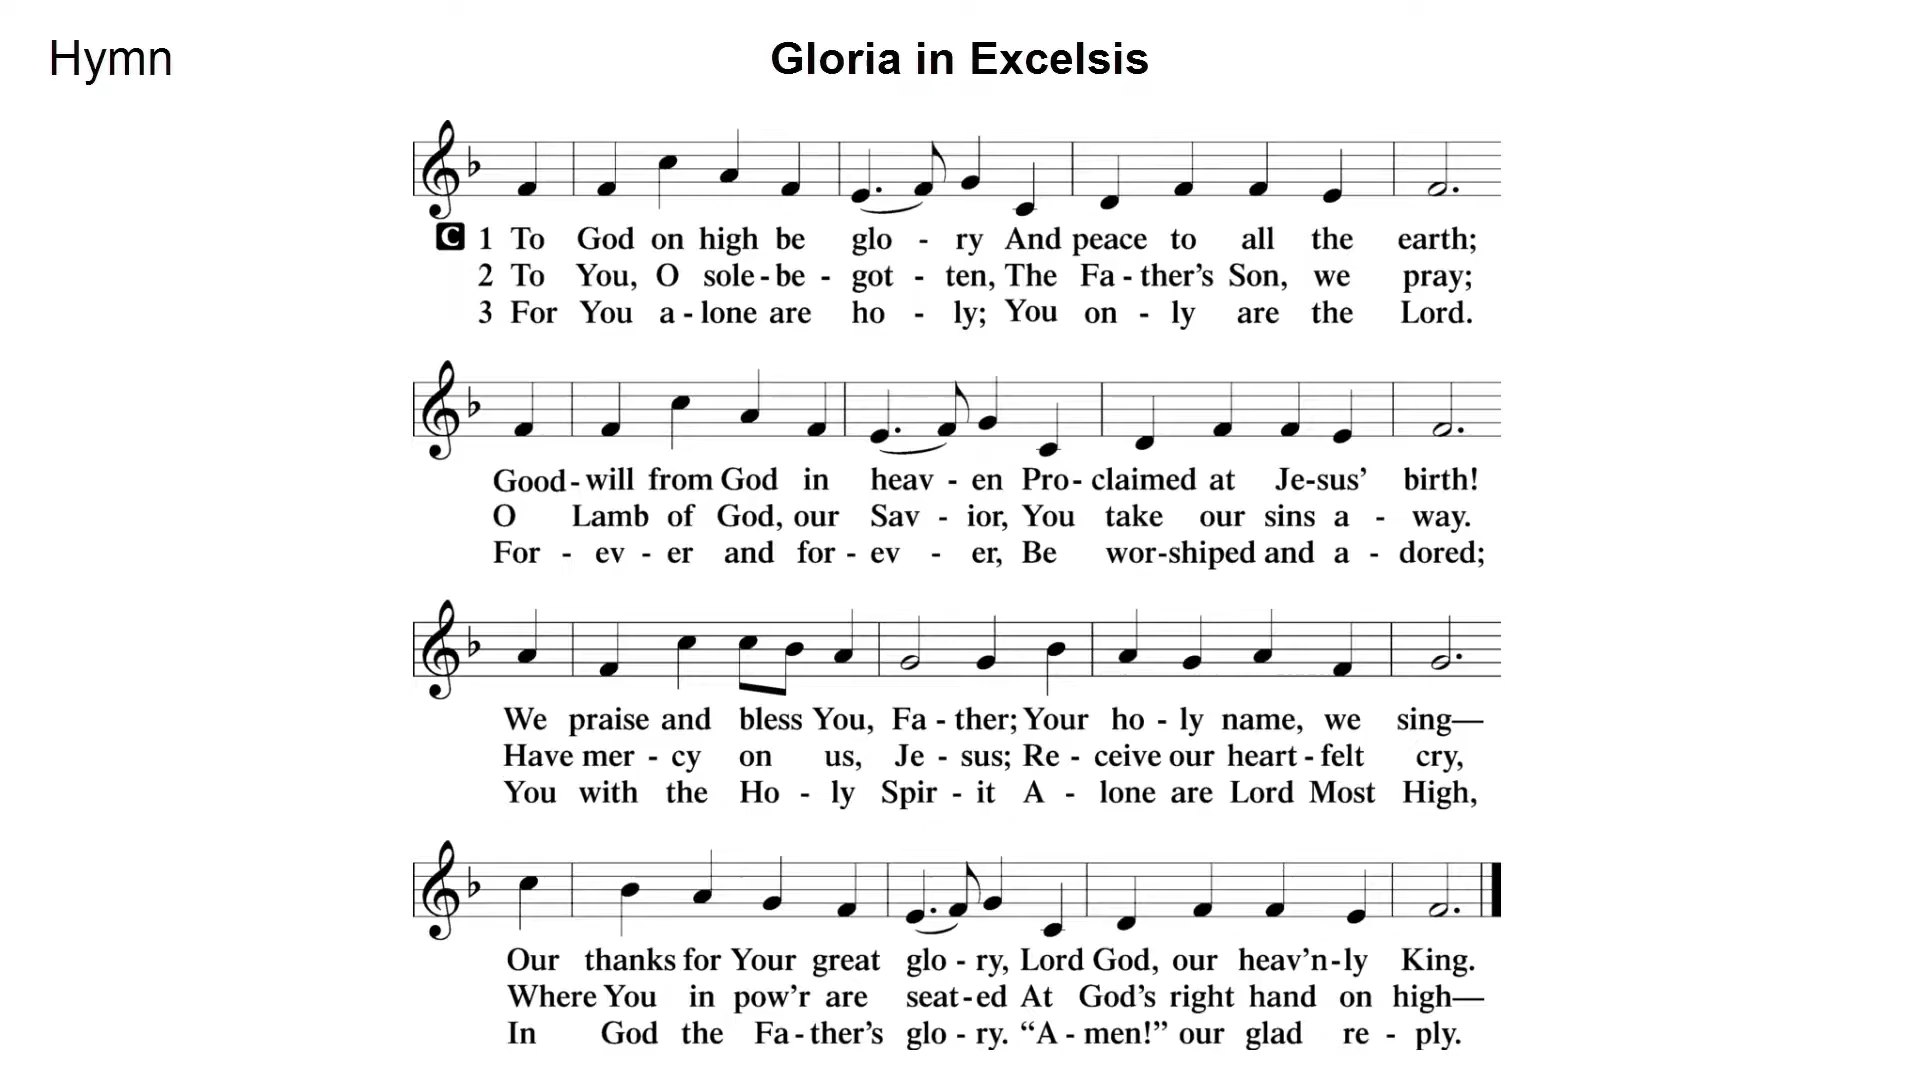 Hymn
Gloria in Excelsis
C 1 To God on high be glo - ry And peace to all the earth;
2 To You, O sole - be - got - ten, The Fa - ther’s Son, we pray;
3 For You a - lone are ho - ly; You on - ly are the Lord.
Good - will from God in heav - en Pro - claimed at Je - sus’ birth!
O Lamb of God, our Sav - ior, You take our sins a - way.
For - ev - er and for - ev - er, Be wor - shiped and a - dored;
We praise and bless You, Fa - ther; Your ho - ly name, we sing—
Have mer - cy on us, Je - sus; Re - ceive our heart - felt cry,
You with the Ho - ly Spir - it A - lone are Lord Most High,
Our thanks for Your great glo - ry, Lord God, our heav’n - ly King.
Where You in pow’r are seat - ed At God’s right hand on high—
In God the Fa - ther’s glo - ry. “A - men!” our glad re - ply.